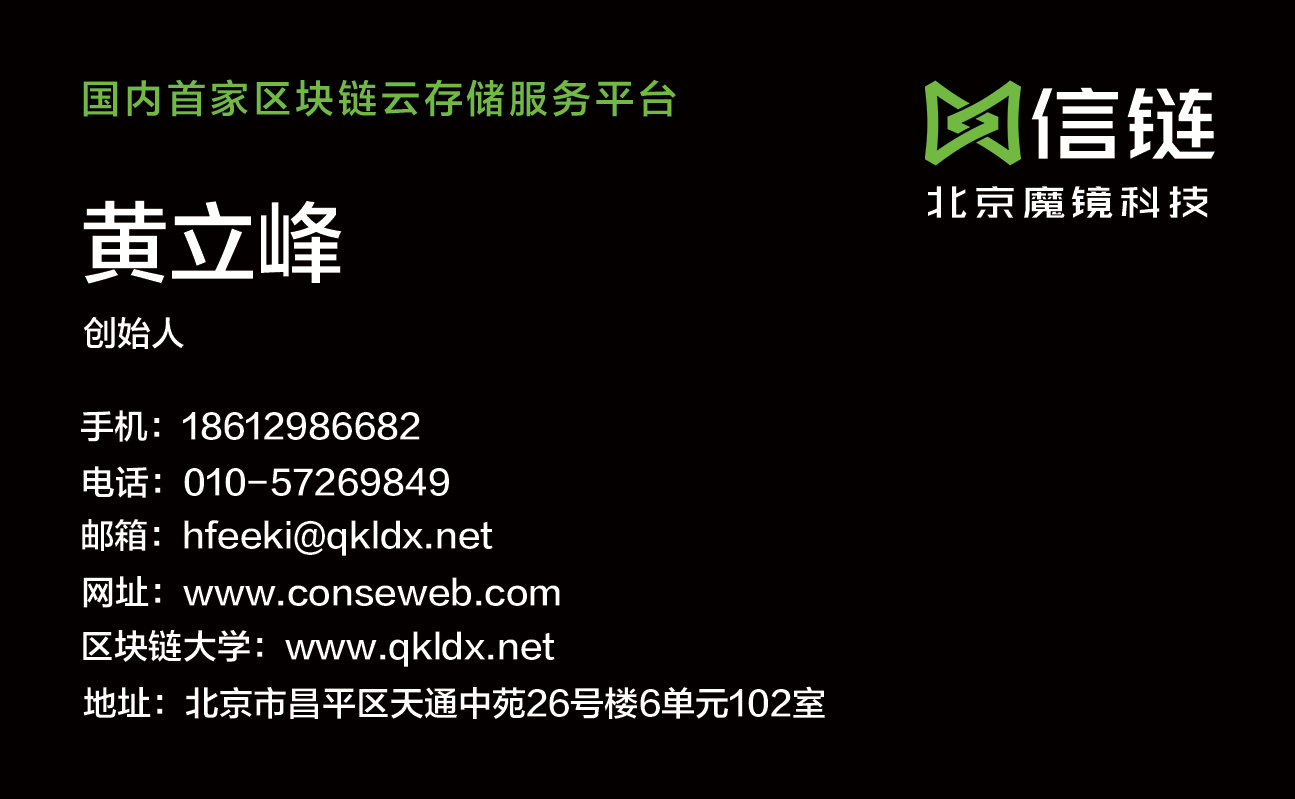 国内首家区块链云存储服务平台
信链
北京魔镜科技
黄立峰
创始人
手机：18612986682
电话：010-57269849
邮箱：hfeeki@qkldx.net
网址：www.conseweb.com
区块链大学：www.qkldx.net
地址：北京市昌平区天通中苑26号楼6单元102室